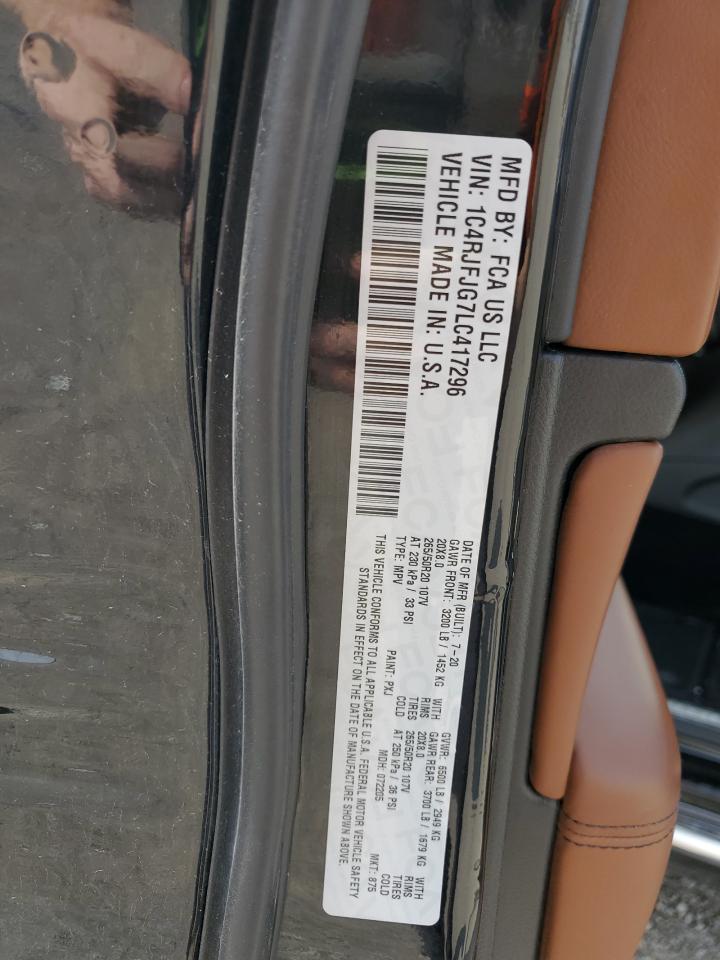 MFD BY: FCA US LLC
VIN: 1C4RJFJG7LC417296
VEHICLE MADE IN: U.S.A.
DATE OF MFR (BUILT): 7-20 GVWR: 6500 LB / 2949 KG
GAWR FRONT: 3200 LB / 1452 KG WITH GAWR REAR: 3700 LB / 1679 KG WITH
20X8.0 RIMS 20X8.0 RIMS
265/50R20 107V TIRES 265/50R20 107V TIRES
AT 230 kPa / 33 PSI COLD AT 250 kPa / 36 PSI COLD
TYPE: MPV PAINT: PXJ MDH: 072205 MKT: 875
THIS VEHICLE CONFORMS TO ALL APPLICABLE U.S.A. FEDERAL MOTOR VEHICLE SAFETY
STANDARDS IN EFFECT ON THE DATE OF MANUFACTURE SHOWN ABOVE.